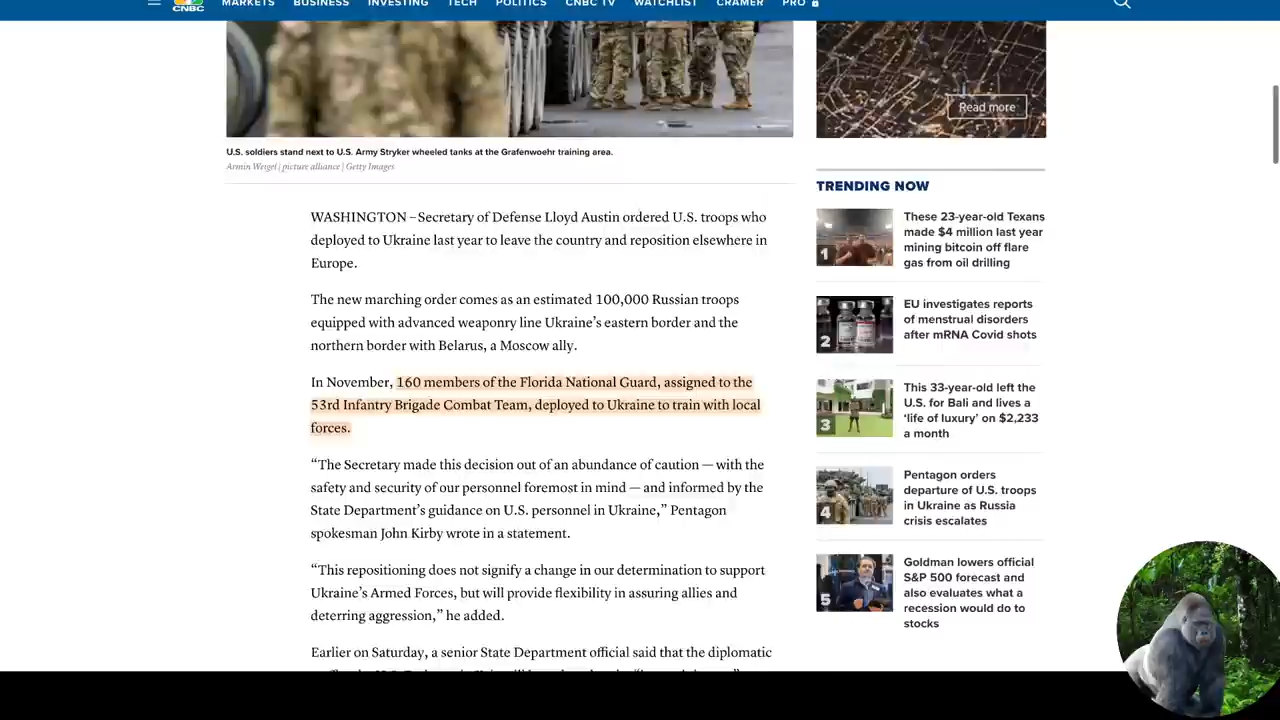 MARKETS BUSINESS INVESTING TECH POLITICS CNBC TV WATCHLIST CRAMER PRO
CNBC
Read more
U.S. soldiers stand next to U.S. Army Stryker wheeled tanks at the Grafenwoehr training area.
Armin Weigel | picture alliance | Getty Images
WASHINGTON – Secretary of Defense Lloyd Austin ordered U.S. troops who
deployed to Ukraine last year to leave the country and reposition elsewhere in
Europe.
The new marching order comes as an estimated 100,000 Russian troops
equipped with advanced weaponry line Ukraine’s eastern border and the
northern border with Belarus, a Moscow ally.
In November, 160 members of the Florida National Guard, assigned to the
53rd Infantry Brigade Combat Team, deployed to Ukraine to train with local
forces.
“The Secretary made this decision out of an abundance of caution — with the
safety and security of our personnel foremost in mind — and informed by the
State Department’s guidance on U.S. personnel in Ukraine,” Pentagon
spokesman John Kirby wrote in a statement.
“This repositioning does not signify a change in our determination to support
Ukraine’s Armed Forces, but will provide flexibility in assuring allies and
deterring aggression,” he added.
Earlier on Saturday, a senior State Department official said that the diplomatic
TRENDING NOW
1
These 23-year-old Texans
made $4 million last year
mining bitcoin off flare
gas from oil drilling
2
EU investigates reports
of menstrual disorders
after mRNA Covid shots
3
This 33-year-old left the
U.S. for Bali and lives a
‘life of luxury’ on $2,233
a month
4
Pentagon orders
departure of U.S. troops
in Ukraine as Russia
crisis escalates
5
Goldman lowers official
S&P 500 forecast and
also evaluates what a
recession would do to
stocks